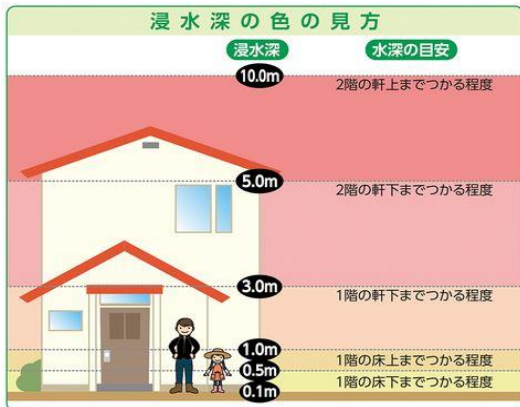 浸水深の色の見方
浸水深 水深の目安
10.0m
2階の軒上までつかる程度
5.0m
2階の軒下までつかる程度
3.0m
1階の軒下までつかる程度
1.0m
1階の床上までつかる程度
0.5m
1階の床下までつかる程度
0.1m